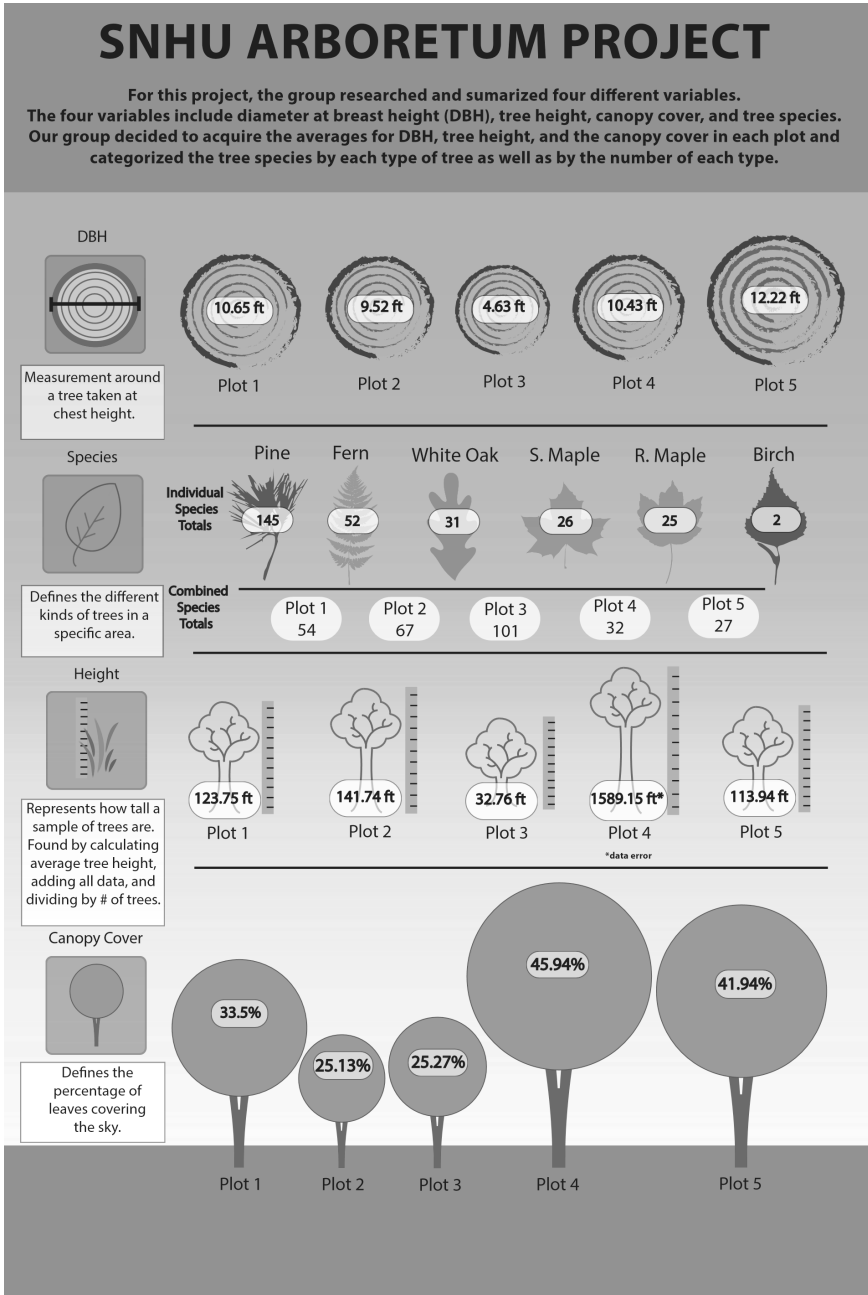 SNHU ARBORETUM PROJECT
For this project, the group researched and sumarized four different variables.
The four variables include diameter at breast height (DBH), tree height, canopy cover, and tree species.
Our group decided to acquire the averages for DBH, tree height, and the canopy cover in each plot and
categorized the tree species by each type of tree as well as by the number of each type.
DBH
Measurement around
a tree taken at
chest height.
10.65 ft
9.52 ft
4.63 ft
10.43 ft
12.22 ft
Plot 1
Plot 2
Plot 3
Plot 4
Plot 5
Species
Defines the different
kinds of trees in a
specific area.
Individual
Species
Totals
Pine
Fern
White Oak
S. Maple
R. Maple
Birch
145
52
31
26
25
2
Combined
Species
Totals
Plot 1
54
Plot 2
67
Plot 3
101
Plot 4
32
Plot 5
27
Height
Represents how tall a
sample of trees are.
Found by calculating
average tree height,
adding all data, and
dividing by # of trees.
123.75 ft
141.74 ft
32.76 ft
1589.15 ft*
113.94 ft
Plot 1
Plot 2
Plot 3
Plot 4
Plot 5
*data error
Canopy Cover
Defines the
percentage of
leaves covering
the sky.
33.5%
25.13%
25.27%
45.94%
41.94%
Plot 1
Plot 2
Plot 3
Plot 4
Plot 5